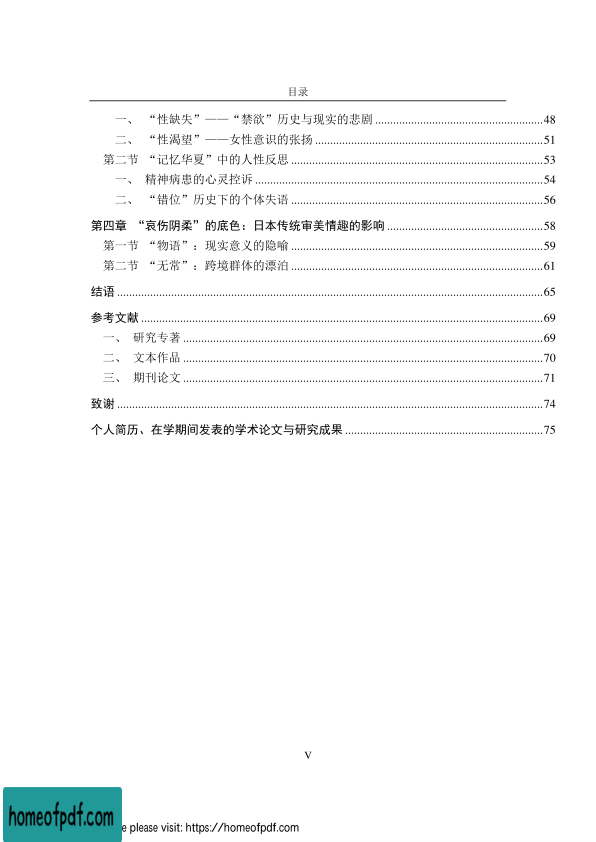 目录
一、 “性缺失”——“禁欲”历史与现实的悲剧 ........................................................ 48
二、 “性渴望”——女性意识的张扬 ............................................................................ 51
第二节 “记忆华夏”中的人性反思 .................................................................................... 53
一、 精神病患的心灵控诉 ................................................................................................ 54
二、 “错位”历史下的个体失语 .................................................................................... 56
第四章 “哀伤阴柔”的底色：日本传统审美情趣的影响 .................................................... 58
第一节 “物语”：现实意义的隐喻 .................................................................................... 59
第二节 “无常”：跨境群体的漂泊 .................................................................................... 61
结语 .............................................................................................................................................. 65
参考文献 ...................................................................................................................................... 69
一、 研究专著 ........................................................................................................................ 69
二、 文本作品 ........................................................................................................................ 70
三、 期刊论文 ........................................................................................................................ 71
致谢 .............................................................................................................................................. 74
个人简历、在学期间发表的学术论文与研究成果 .................................................................. 75
V
homeofpdf.com
please visit: https://homeofpdf.com